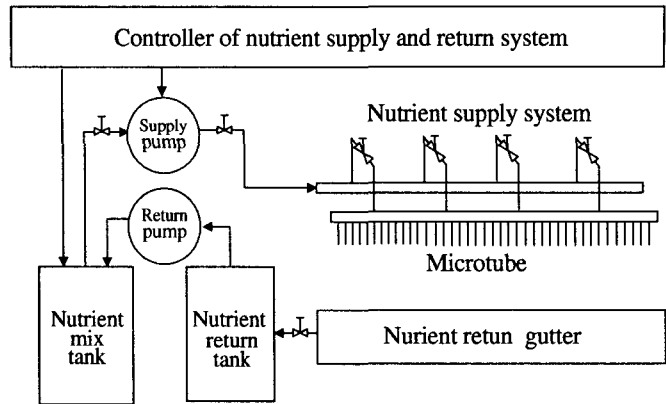 Controller of nutrient supply and return system
Nutrient supply system
Supply
pump
Return
pump
Microtube
Nutrient
mix
tank
Nutrient
return
tank
Nurient retun gutter